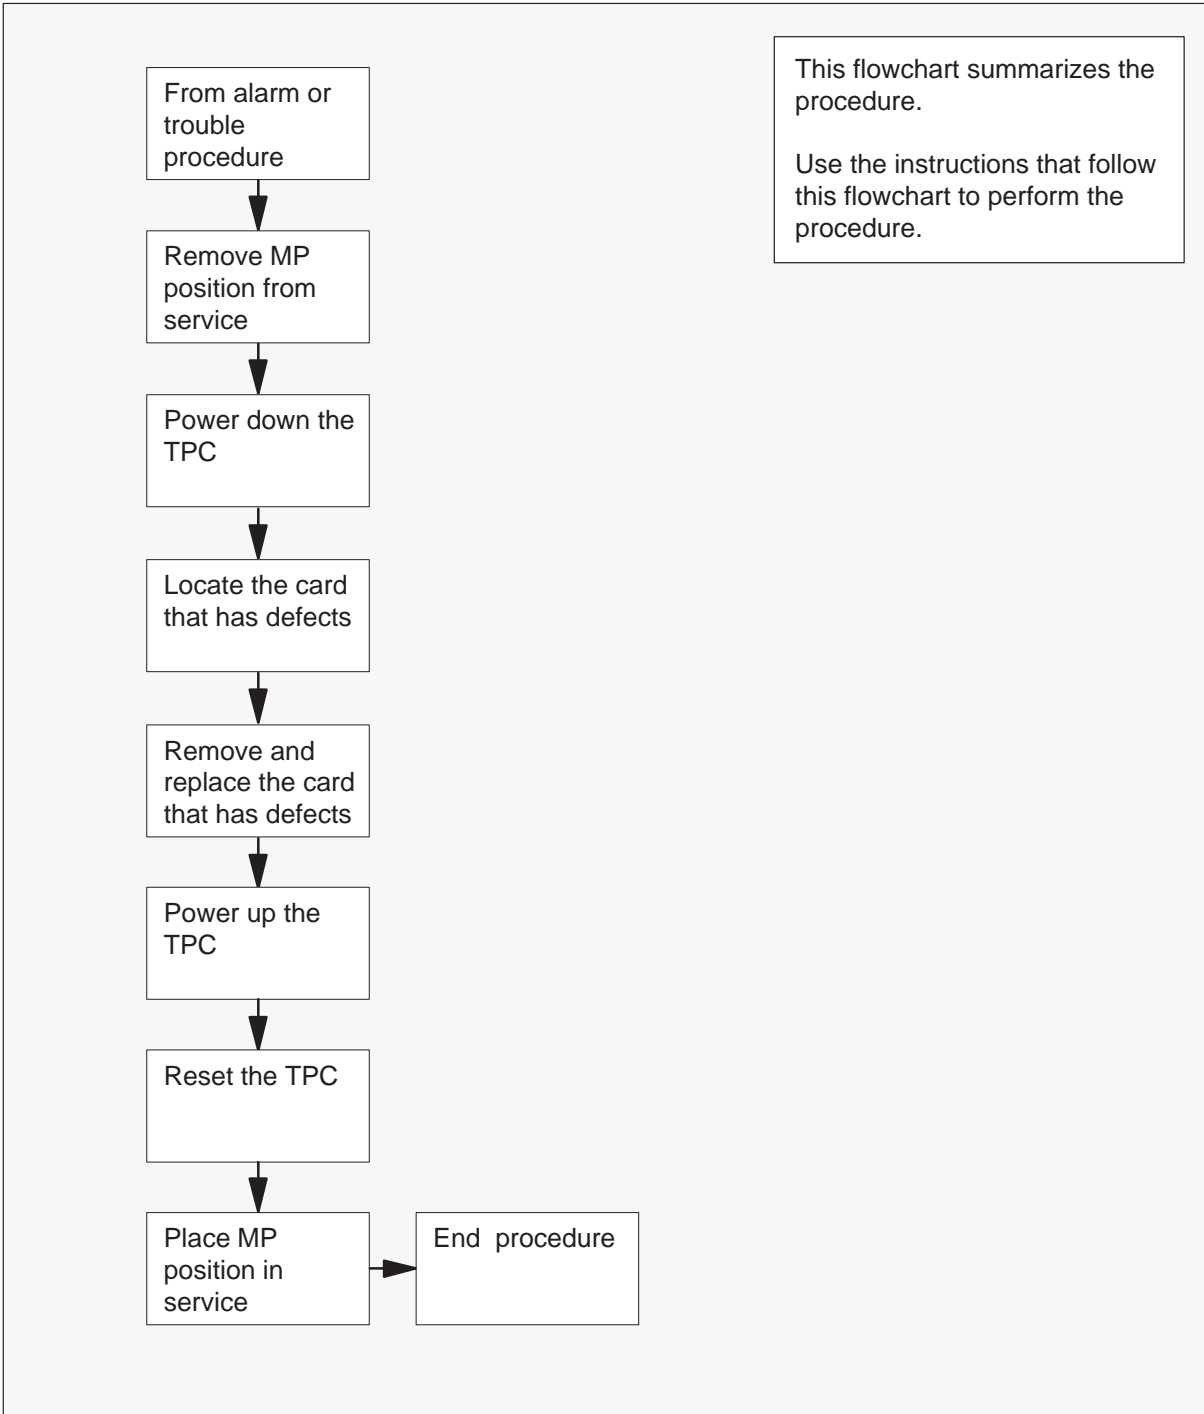 From alarm or
trouble
procedure
Remove MP
position from
service
Power down the
TPC
Locate the card
that has defects
Remove and
replace the card
that has defects
Power up the
TPC
Reset the TPC
Place MP
position in
service
End  procedure
This flowchart summarizes the
procedure.
Use the instructions that follow
this flowchart to perform the
procedure.